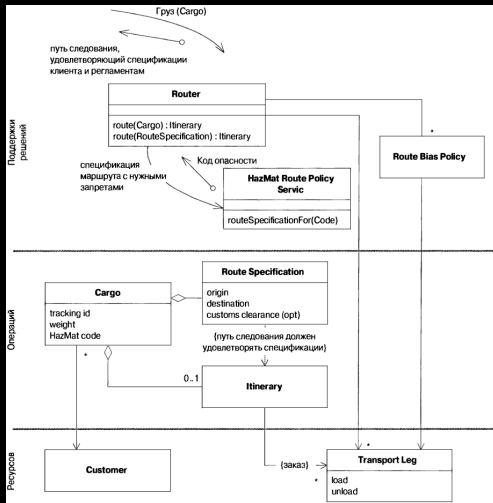 Груз (Cargo)
путь следования,
удовлетворяющий спецификации
клиента и регламентам
Router
route(Cargo) : Itinerary
route(RouteSpecification) : Itinerary
Поддержки
решений
*
Route Bias Policy
Код опасности
спецификация
маршрута с нужными
запретами
HazMat Route Policy
Servic
routeSpecificationFor(Code)
Операций
Cargo
tracking id
weight
HazMat code
Route Specification
origin
destination
customs clearance (opt)
{путь следования должен
удовлетворять спецификации}
*
0..1
Itinerary
Ресурсов
Customer
{заказ}
*
*
Transport Leg
load
unload